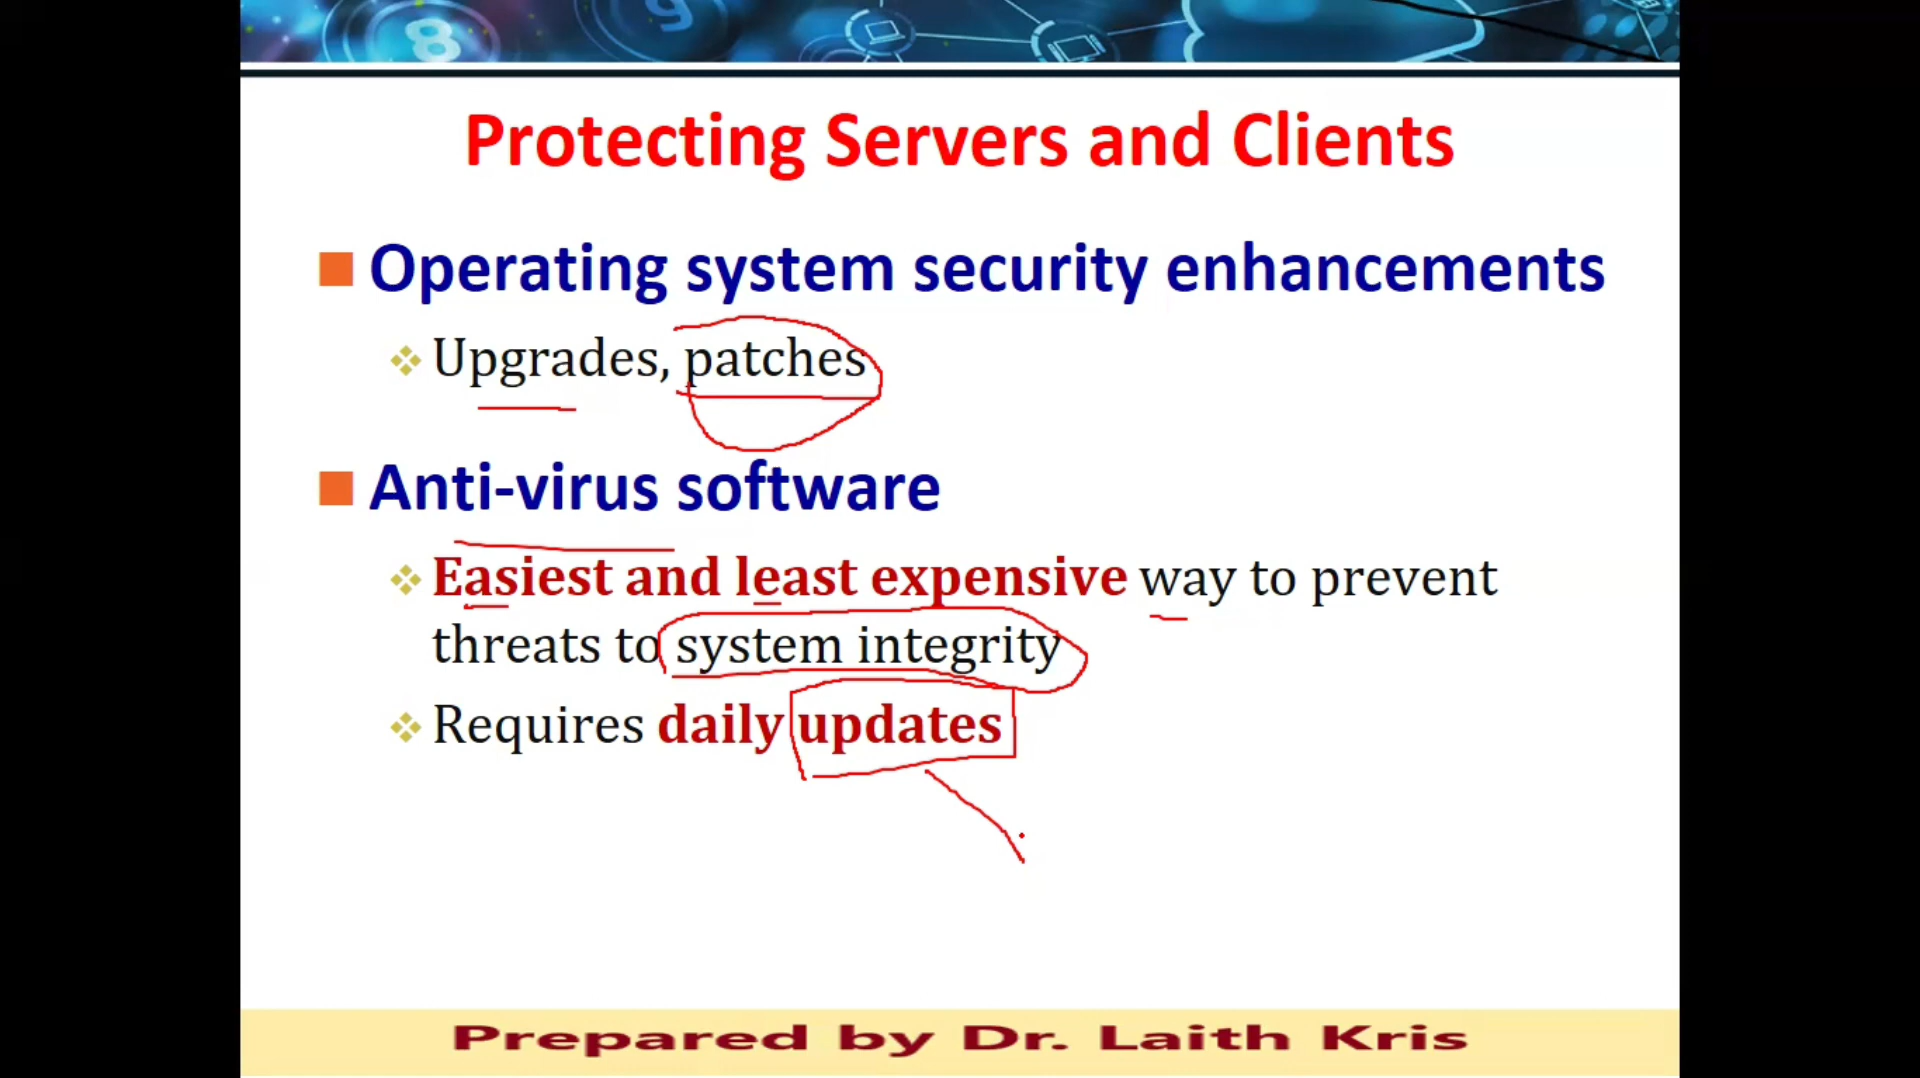 Protecting Servers and Clients
Operating system security enhancements
Upgrades, patches
Anti-virus software
Easiest and least expensive way to prevent
threats to system integrity
Requires daily updates
Prepared by Dr. Laith Kris